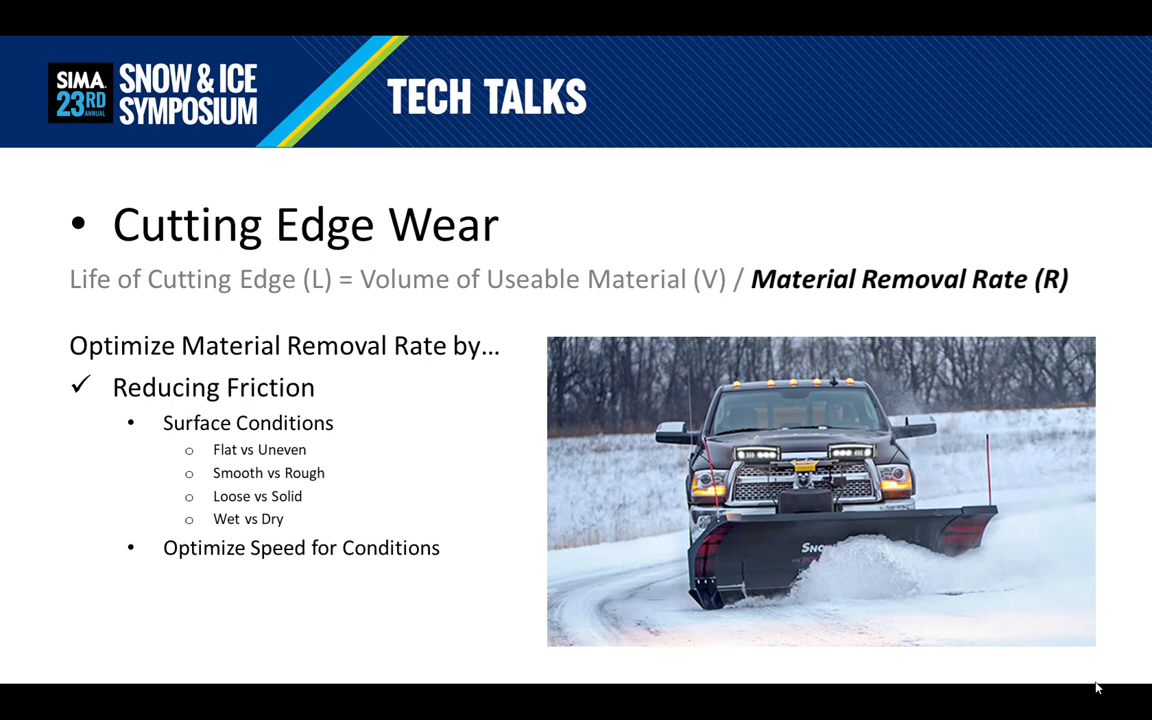 SIMA
23RD
ANNUAL
SNOW & ICE
SYMPOSIUM
TECH TALKS
• Cutting Edge Wear
Life of Cutting Edge (L) = Volume of Useable Material (V) / Material Removal Rate (R)
Optimize Material Removal Rate by…
✓ Reducing Friction
• Surface Conditions
o Flat vs Uneven
o Smooth vs Rough
o Loose vs Solid
o Wet vs Dry
• Optimize Speed for Conditions